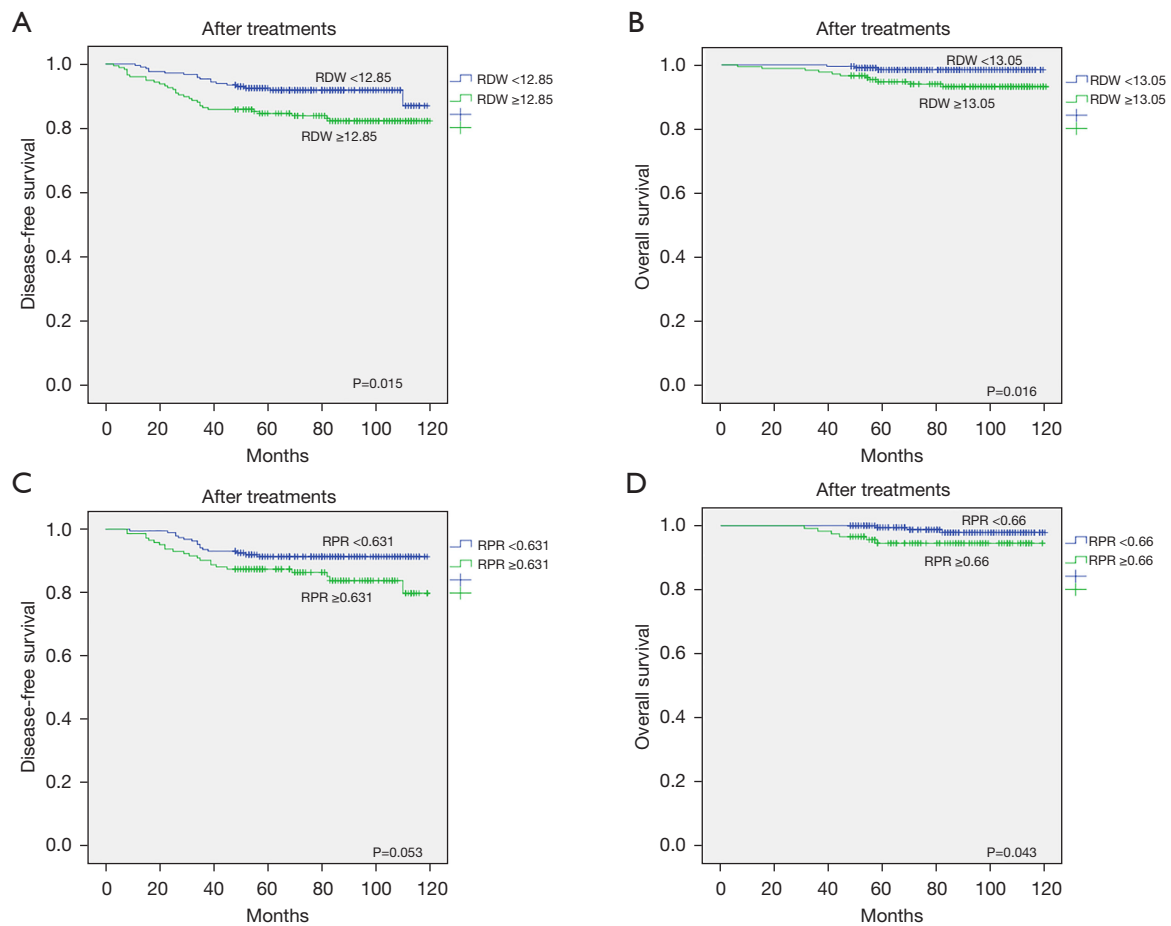 A
After treatments
1.0
0.8
0.6
0.4
0.2
0.0
Disease-free survival
RDW <12.85
RDW ≥12.85
P=0.015
0 20 40 60 80 100 120
Months
RDW <12.85
RDW ≥12.85
B
After treatments
1.0
0.8
0.6
0.4
0.2
0.0
Overall survival
RDW <13.05
RDW ≥13.05
P=0.016
0 20 40 60 80 100 120
Months
RDW <13.05
RDW ≥13.05
C
After treatments
1.0
0.8
0.6
0.4
0.2
0.0
Disease-free survival
RPR <0.631
RPR ≥0.631
P=0.053
0 20 40 60 80 100 120
Months
RPR <0.631
RPR ≥0.631
D
After treatments
1.0
0.8
0.6
0.4
0.2
0.0
Overall survival
RPR <0.66
RPR ≥0.66
P=0.043
0 20 40 60 80 100 120
Months
RPR <0.66
RPR ≥0.66